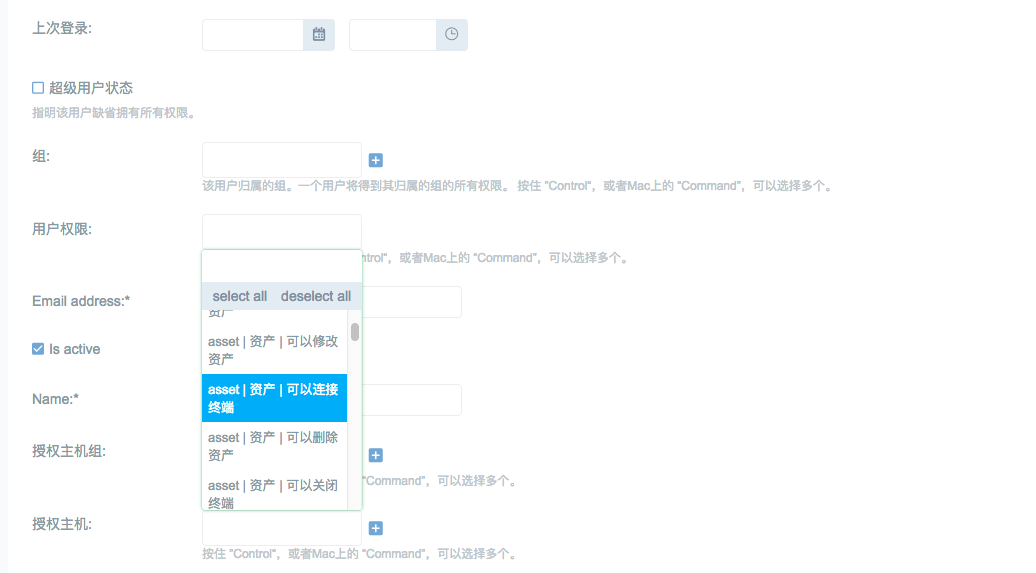 上次登录:
超级用户状态
指明该用户缺省拥有所有权限。
组:
该用户归属的组。一个用户将得到其归属的组的所有权限。 按住 "Control"，或者Mac上的 "Command"，可以选择多个。
用户权限:
ntrol"，或者Mac上的 "Command"，可以选择多个。
select all deselect all
Email address:*
资产
asset | 资产 | 可以修改
资产
Is active
asset | 资产 | 可以连接
终端
Name:*
asset | 资产 | 可以删除
资产
授权主机组:
"Command"，可以选择多个。
asset | 资产 | 可以关闭
终端
授权主机:
按住 "Control"，或者Mac上的 "Command"，可以选择多个。